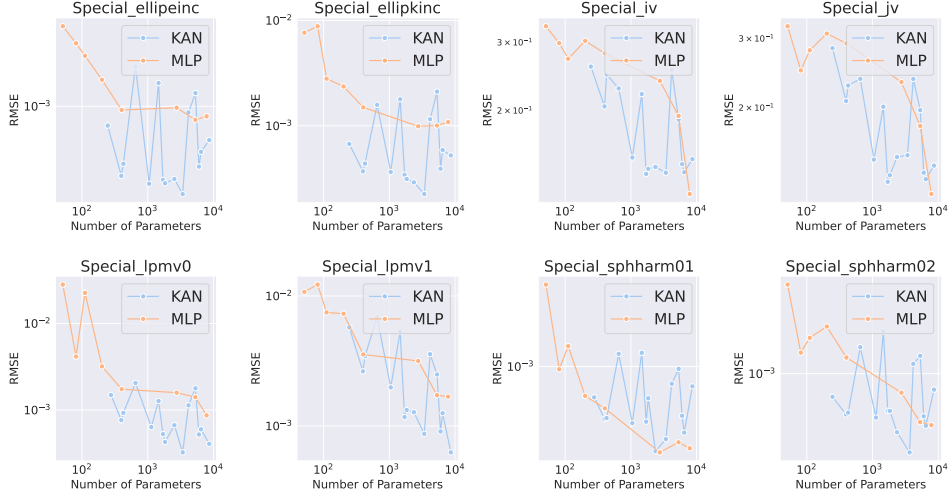 Special_ellipeinc
KAN
MLP
10⁻³
RMSE
10² 10³ 10⁴
Number of Parameters
Special_ellipkinc
KAN
MLP
10⁻²
10⁻³
RMSE
10² 10³ 10⁴
Number of Parameters
Special_iv
KAN
MLP
3 × 10⁻¹
2 × 10⁻¹
RMSE
10² 10³ 10⁴
Number of Parameters
Special_jv
KAN
MLP
3 × 10⁻¹
2 × 10⁻¹
RMSE
10² 10³ 10⁴
Number of Parameters
Special_lpmv0
KAN
MLP
10⁻²
10⁻³
RMSE
10² 10³ 10⁴
Number of Parameters
Special_lpmv1
KAN
MLP
10⁻²
10⁻³
RMSE
10² 10³ 10⁴
Number of Parameters
Special_sphharm01
KAN
MLP
10⁻³
RMSE
10² 10³ 10⁴
Number of Parameters
Special_sphharm02
KAN
MLP
10⁻³
RMSE
10² 10³ 10⁴
Number of Parameters